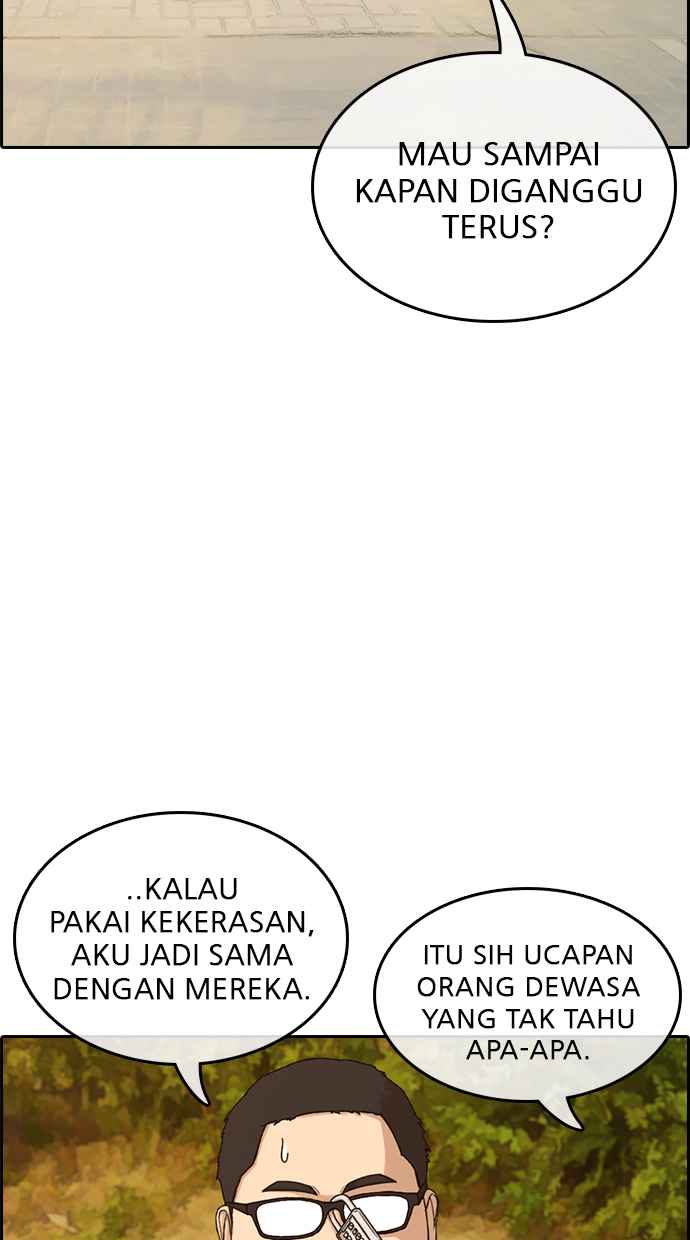 MAU SAMPAI
KAPAN DIGANGGU
TERUS?
..KALAU
PAKAI KEKERASAN,
AKU JADI SAMA
DENGAN MEREKA.
ITU SIH UCAPAN
ORANG DEWASA
YANG TAK TAHU
APA-APA.